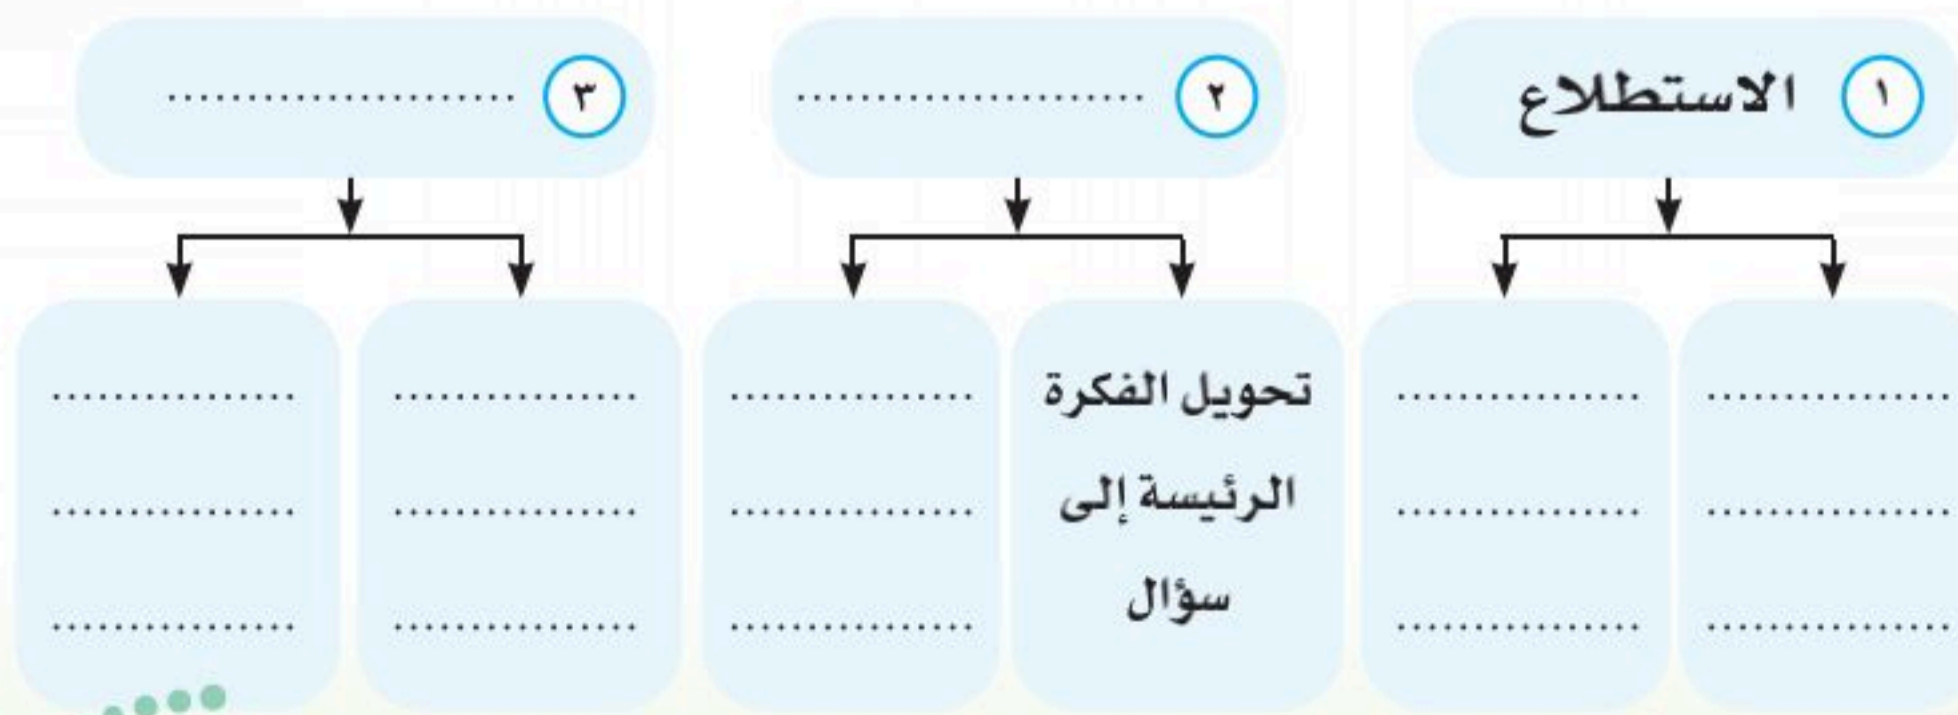 ١ الاستطلاع
٢ ......................
٣ ......................
تحويل الفكرة
الرئيسة إلى
سؤال